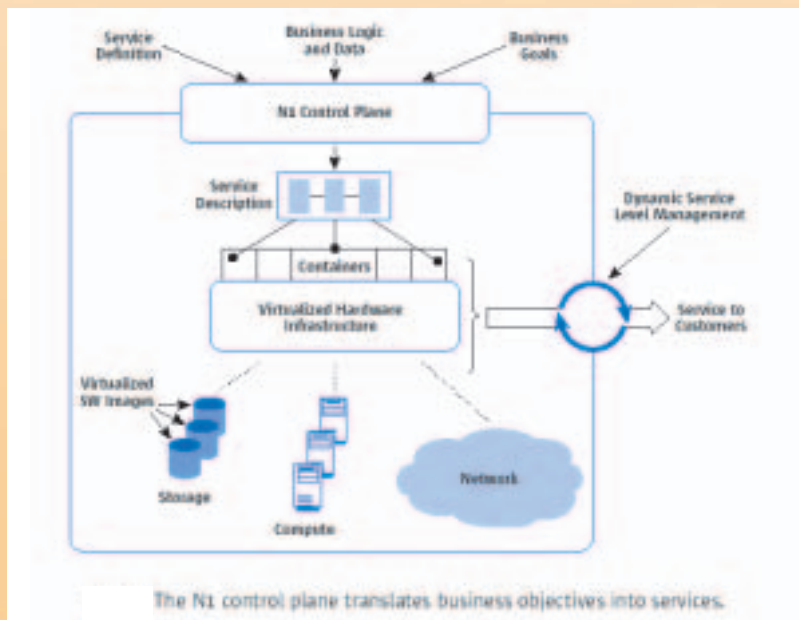 Service
Definition
Business Logic
and Data
Business
Goals
N1 Control Plane
Service
Description
Dynamic Service
Level Management
Containers
Virtualized Hardware
Infrastructure
Service to
Customers
Virtualized
SW Images
Storage
Compute
Network
The N1 control plane translates business objectives into services.